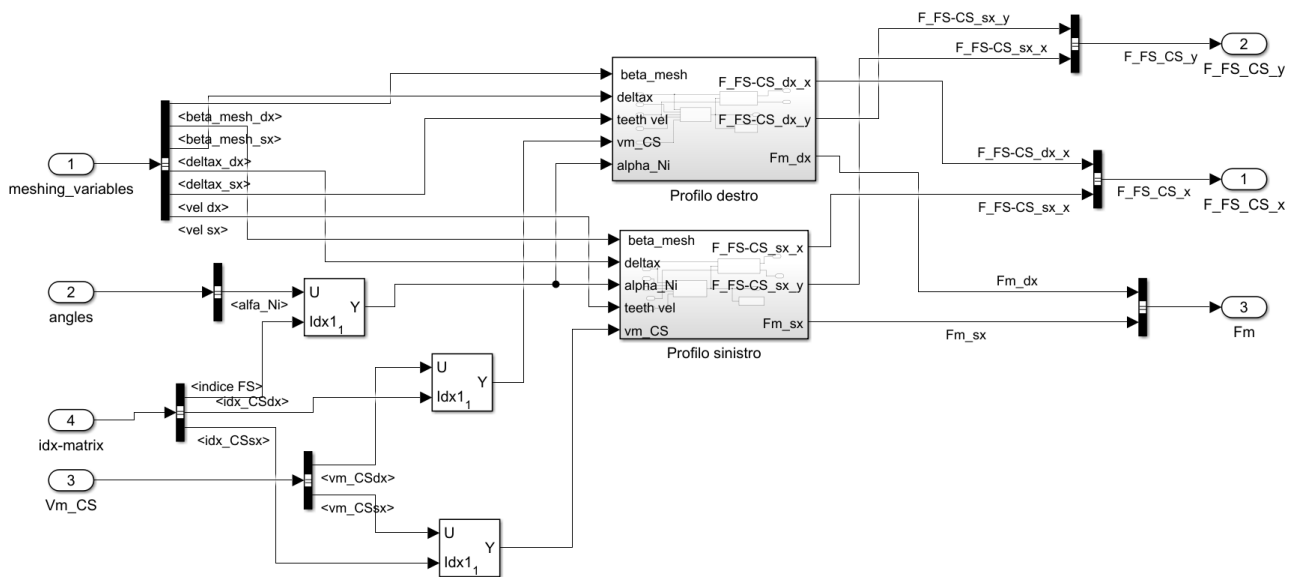 F_FS-CS_sx_y
F_FS-CS_sx_x
2
F_FS_CS_y
F_FS_CS_y
beta_mesh
deltax
teeth vel
vm_CS
alpha_Ni
F_FS-CS_dx_x
F_FS-CS_dx_y
Fm_dx
Profilo destro
<beta_mesh_dx>
<beta_mesh_sx>
<deltax_dx>
<deltax_sx>
<vel dx>
<vel sx>
1
meshing_variables
F_FS-CS_dx_x
F_FS-CS_sx_x
1
F_FS_CS_x
F_FS_CS_x
beta_mesh
deltax
alpha_Ni
teeth vel
vm_CS
F_FS-CS_sx_x
F_FS-CS_sx_y
Fm_sx
Profilo sinistro
2
angles
<alfa_Ni>
U
Idx1
1
Y
Fm_dx
Fm_sx
3
Fm
4
idx-matrix
<indice FS>
<idx_CSdx>
<idx_CSsx>
U
Idx1
1
Y
3
Vm_CS
<vm_CSdx>
<vm_CSsx>
U
Idx1
1
Y